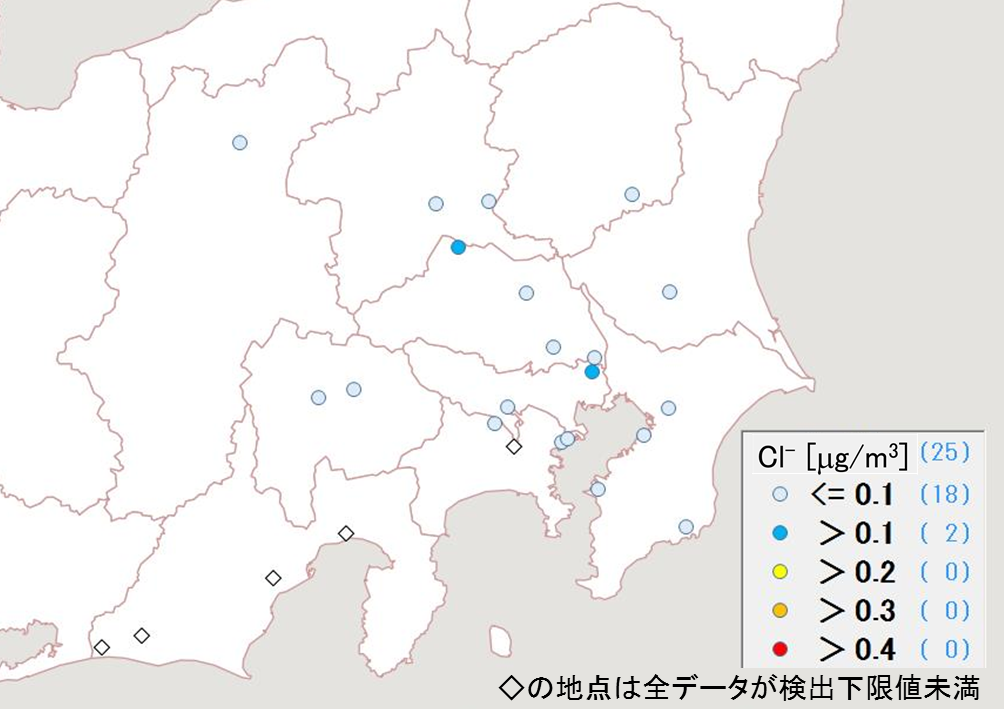 Cl⁻ [μg/m³] (25)
<= 0.1 (18)
> 0.1 ( 2)
> 0.2 ( 0)
> 0.3 ( 0)
> 0.4 ( 0)
◇の地点は全データが検出下限値未満